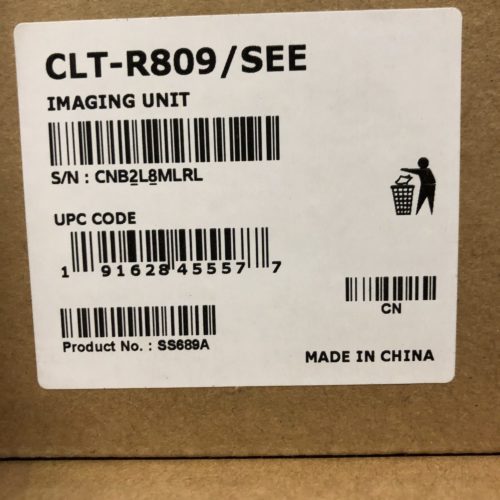 CLT-R809/SEE
IMAGING UNIT
S/N : CNB2L8MLRL
UPC CODE
1 91628 45557 7
CN
Product No. : SS689A
MADE IN CHINA